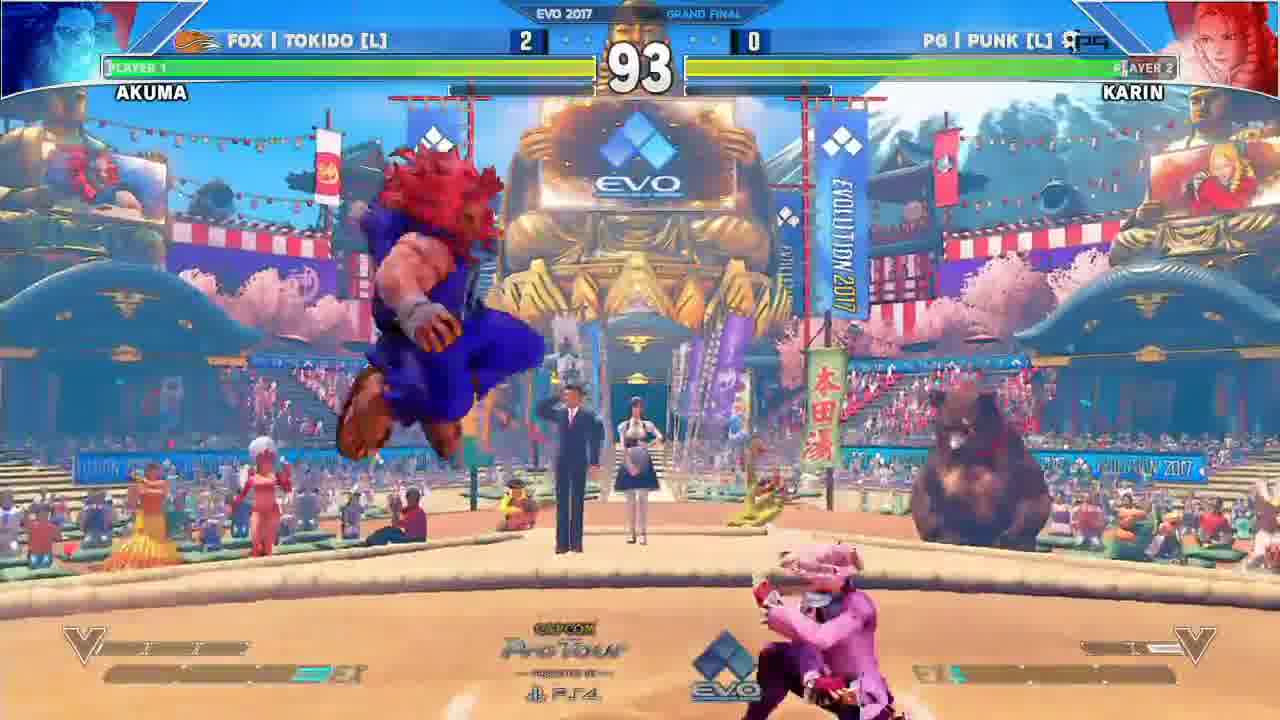 EVO 2017 GRAND FINAL
FOX | TOKIDO [L] 2 0 PG | PUNK [L]
93
PLAYER 1 PLAYER 2
AKUMA KARIN
EVO
EVOLUTION 2017
本田湯
CAPCOM
Pro Tour
PS4
EVO
EX
V V